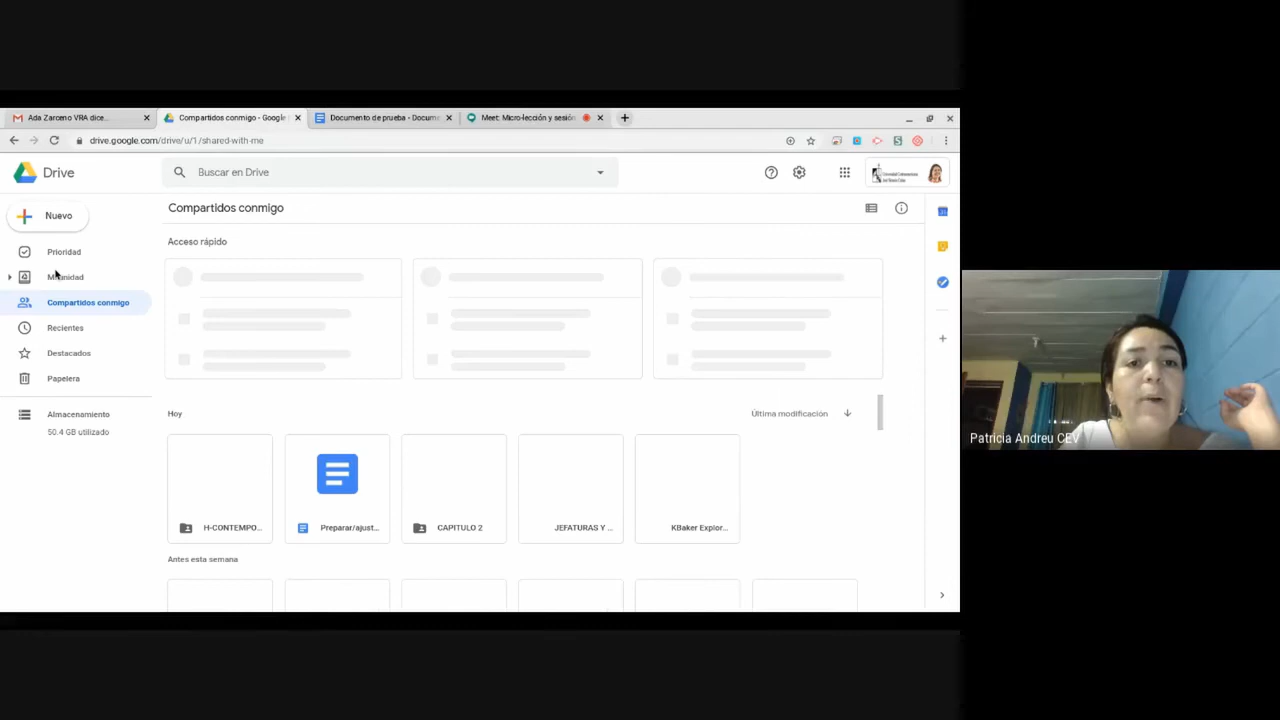 Ada Zarceno VRA dice...
Compartidos conmigo - Google
Documento de prueba - Docum
Meet: Micro-lección y sesión
drive.google.com/drive/u/1/shared-with-me
Drive
Buscar en Drive
Nuevo
Compartidos conmigo
Prioridad
Acceso rápido
Mi unidad
Compartidos conmigo
Recientes
Destacados
Papelera
Almacenamiento
50.4 GB utilizado
Hoy
Última modificación
H-CONTEMPO...
Preparar/ajust...
CAPITULO 2
JEFATURAS Y ...
KBaker Explor...
Antes esta semana
Patricia Andreu CEV